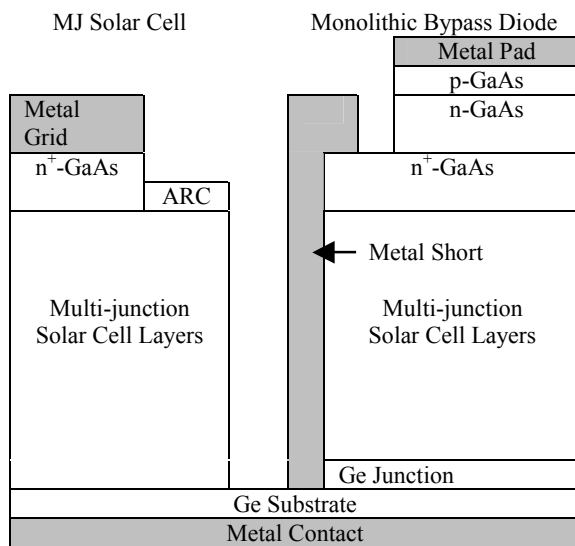 MJ Solar Cell
Monolithic Bypass Diode
Metal Pad
p-GaAs
n-GaAs
Metal
Grid
n⁺-GaAs
n⁺-GaAs
ARC
Metal Short
Multi-junction
Solar Cell Layers
Multi-junction
Solar Cell Layers
Ge Junction
Ge Substrate
Metal Contact